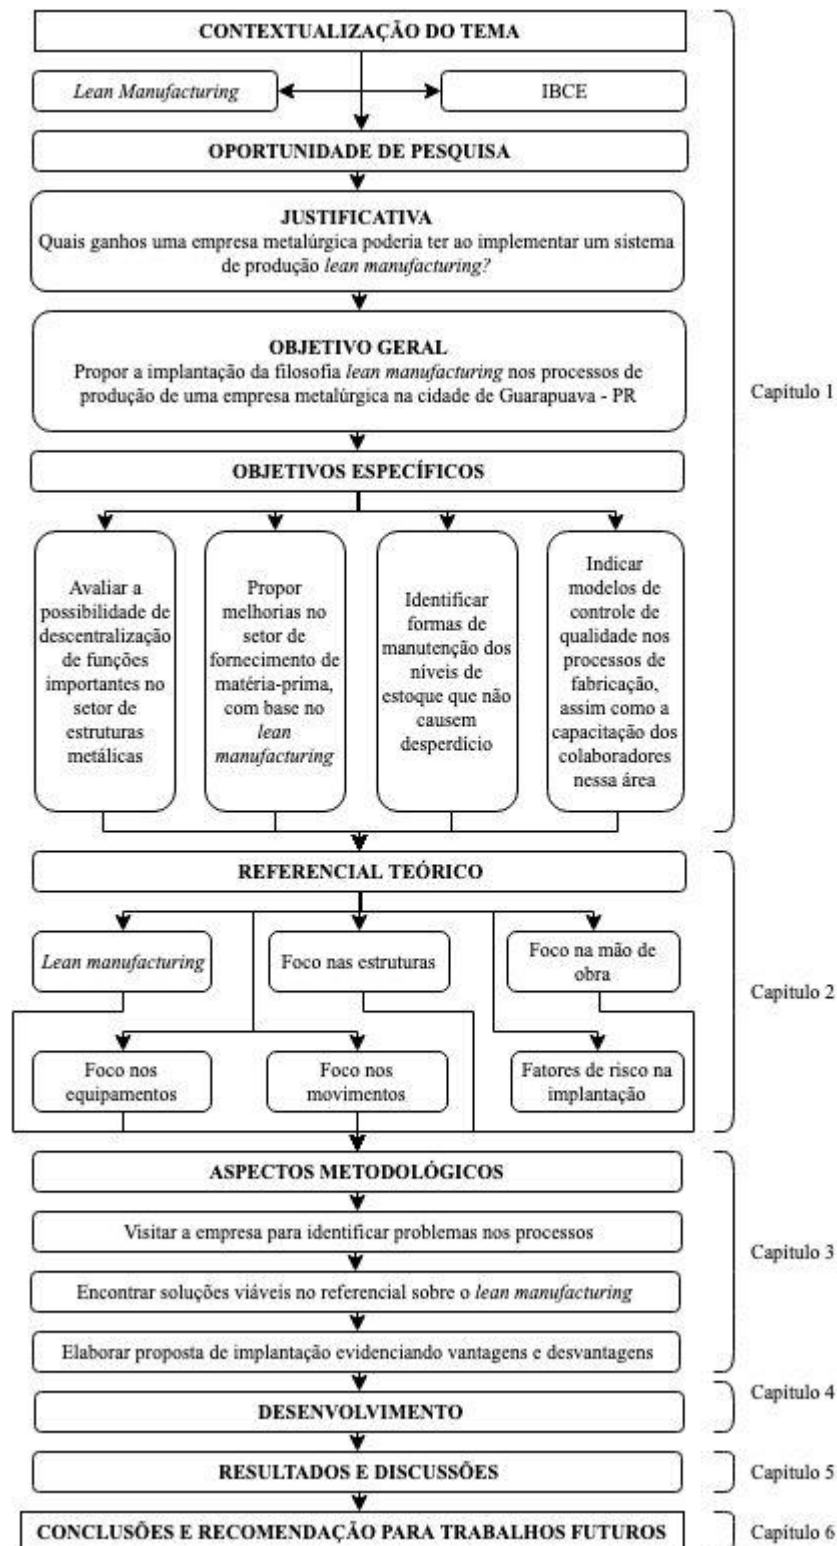 CONTEXTUALIZAÇÃO DO TEMA
Lean Manufacturing
IBCE
OPORTUNIDADE DE PESQUISA
JUSTIFICATIVA
Quais ganhos uma empresa metalúrgica poderia ter ao implementar um sistema
de produção lean manufacturing?
OBJETIVO GERAL
Propor a implantação da filosofia lean manufacturing nos processos de
produção de uma empresa metalúrgica na cidade de Guarapuava - PR
Capítulo 1
OBJETIVOS ESPECÍFICOS
Avaliar a
possibilidade de
descentralização
de funções
importantes no
setor de
estruturas
metálicas
Propor
melhorias no
setor de
fornecimento de
matéria-prima,
com base no
lean
manufacturing
Identificar
formas de
manutenção dos
níveis de
estoque que não
causem
desperdício
Indicar
modelos de
controle de
qualidade nos
processos de
fabricação,
assim como a
capacitação dos
colaboradores
nessa área
REFERENCIAL TEÓRICO
Lean manufacturing
Foco nas estruturas
Foco na mão de
obra
Capítulo 2
Foco nos
equipamentos
Foco nos
movimentos
Fatores de risco na
implantação
ASPECTOS METODOLÓGICOS
Visitar a empresa para identificar problemas nos processos
Capítulo 3
Encontrar soluções viáveis no referencial sobre o lean manufacturing
Elaborar proposta de implantação evidenciando vantagens e desvantagens
Capítulo 4
DESENVOLVIMENTO
RESULTADOS E DISCUSSÕES
Capítulo 5
CONCLUSÕES E RECOMENDAÇÃO PARA TRABALHOS FUTUROS
Capítulo 6